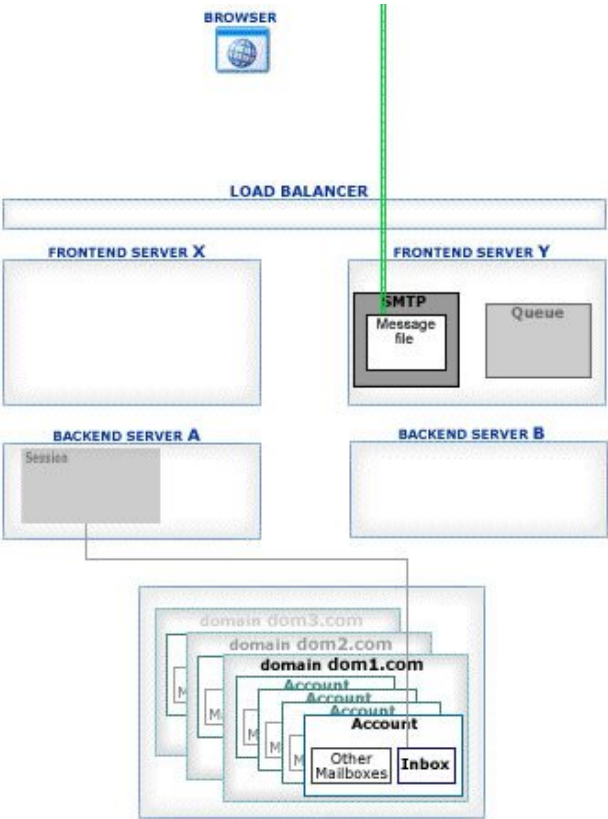 BROWSER
LOAD BALANCER
FRONTEND SERVER X
FRONTEND SERVER Y
SMTP
Message
file
Queue
BACKEND SERVER A
BACKEND SERVER B
Session
domain dom3.com
domain dom2.com
domain dom1.com
Account
Account
Account
Account
M
M
M
M
M
Other
Mailboxes
Inbox